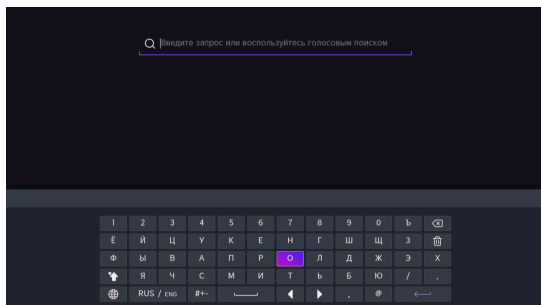 Введите запрос или воспользуйтесь голосовым поиском
1 2 3 4 5 6 7 8 9 0 Ъ
Ё Й Ц У К Е Н Г Ш Щ З
Ф Ы В А П Р О Л Д Ж Э Х
Я Ч С М И Т Ь Б Ю / .
RUS / ENG #+- , @